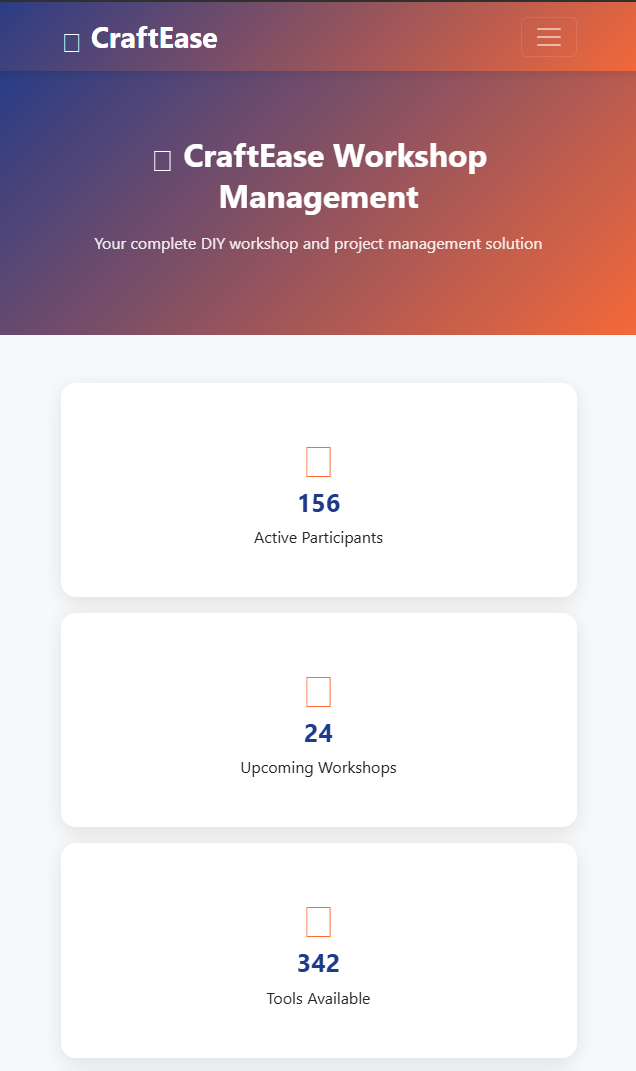 CraftEase
CraftEase Workshop
Management
Your complete DIY workshop and project management solution
156
Active Participants
24
Upcoming Workshops
342
Tools Available